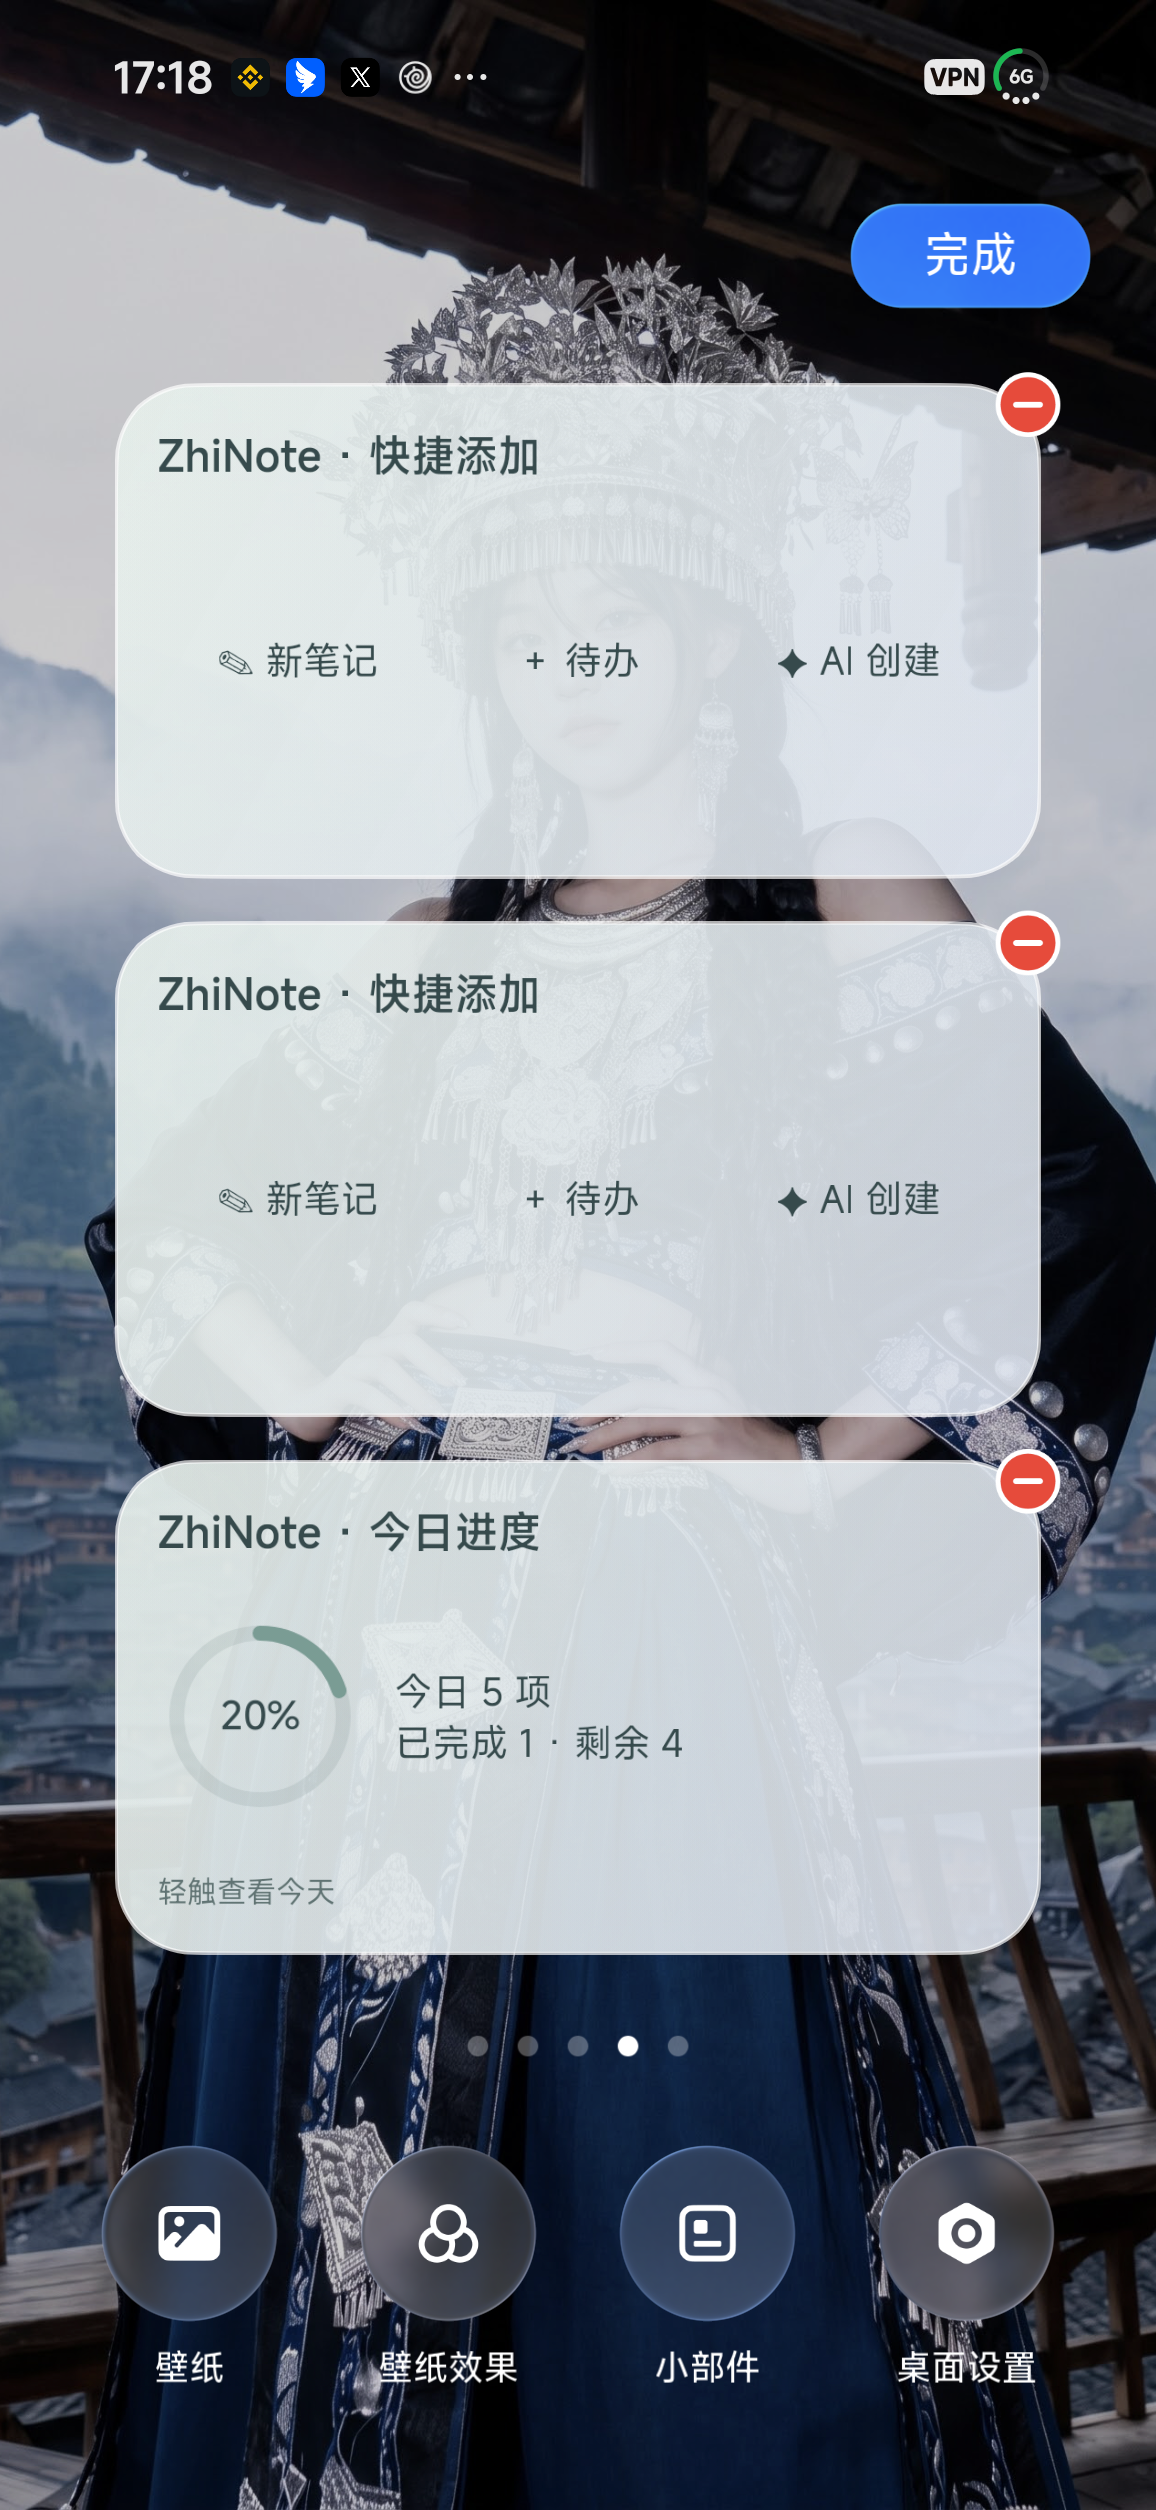 17:18
VPN
6G
完成
ZhiNote · 快捷添加
✎ 新笔记 + 待办 ✦ AI 创建
ZhiNote · 快捷添加
✎ 新笔记 + 待办 ✦ AI 创建
ZhiNote · 今日进度
20%
今日 5 项
已完成 1 · 剩余 4
轻触查看今天
壁纸 壁纸效果 小部件 桌面设置